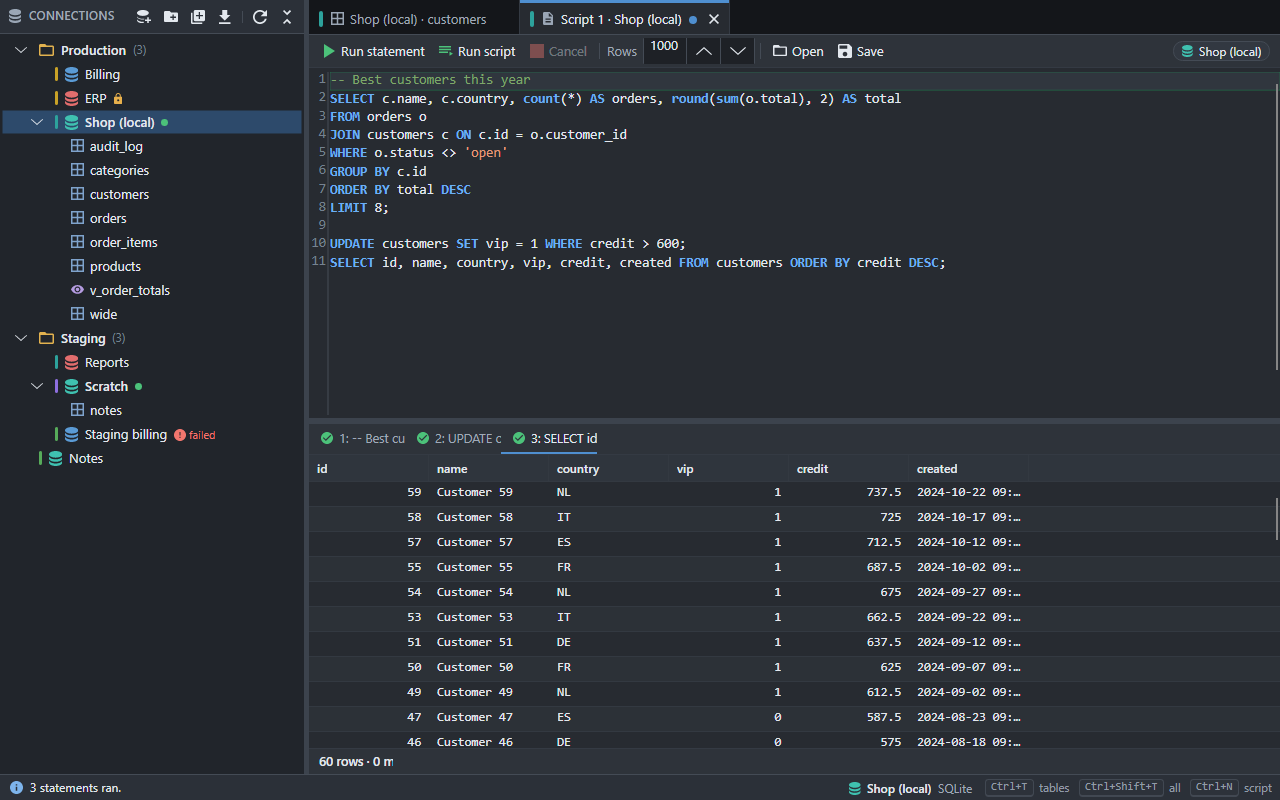 CONNECTIONS
Production (3)
Billing
ERP
Shop (local)
audit_log
categories
customers
orders
order_items
products
v_order_totals
wide
Staging (3)
Reports
Scratch
notes
Staging billing failed
Notes
Shop (local) · customers
Script 1 · Shop (local)
Run statement Run script Cancel Rows 1000 Open Save Shop (local)
1 -- Best customers this year
2 SELECT c.name, c.country, count(*) AS orders, round(sum(o.total), 2) AS total
3 FROM orders o
4 JOIN customers c ON c.id = o.customer_id
5 WHERE o.status <> 'open'
6 GROUP BY c.id
7 ORDER BY total DESC
8 LIMIT 8;
9
10 UPDATE customers SET vip = 1 WHERE credit > 600;
11 SELECT id, name, country, vip, credit, created FROM customers ORDER BY credit DESC;
1: -- Best cu 2: UPDATE c 3: SELECT id
id name country vip credit created
59 Customer 59 NL 1 737.5 2024-10-22 09:…
58 Customer 58 IT 1 725 2024-10-17 09:…
57 Customer 57 ES 1 712.5 2024-10-12 09:…
55 Customer 55 FR 1 687.5 2024-10-02 09:…
54 Customer 54 NL 1 675 2024-09-27 09:…
53 Customer 53 IT 1 662.5 2024-09-22 09:…
51 Customer 51 DE 1 637.5 2024-09-12 09:…
50 Customer 50 FR 1 625 2024-09-07 09:…
49 Customer 49 NL 1 612.5 2024-09-02 09:…
47 Customer 47 ES 0 587.5 2024-08-23 09:…
46 Customer 46 DE 0 575 2024-08-18 09:…
60 rows · 0 m
3 statements ran.
Shop (local) SQLite Ctrl+T tables Ctrl+Shift+T all Ctrl+N script